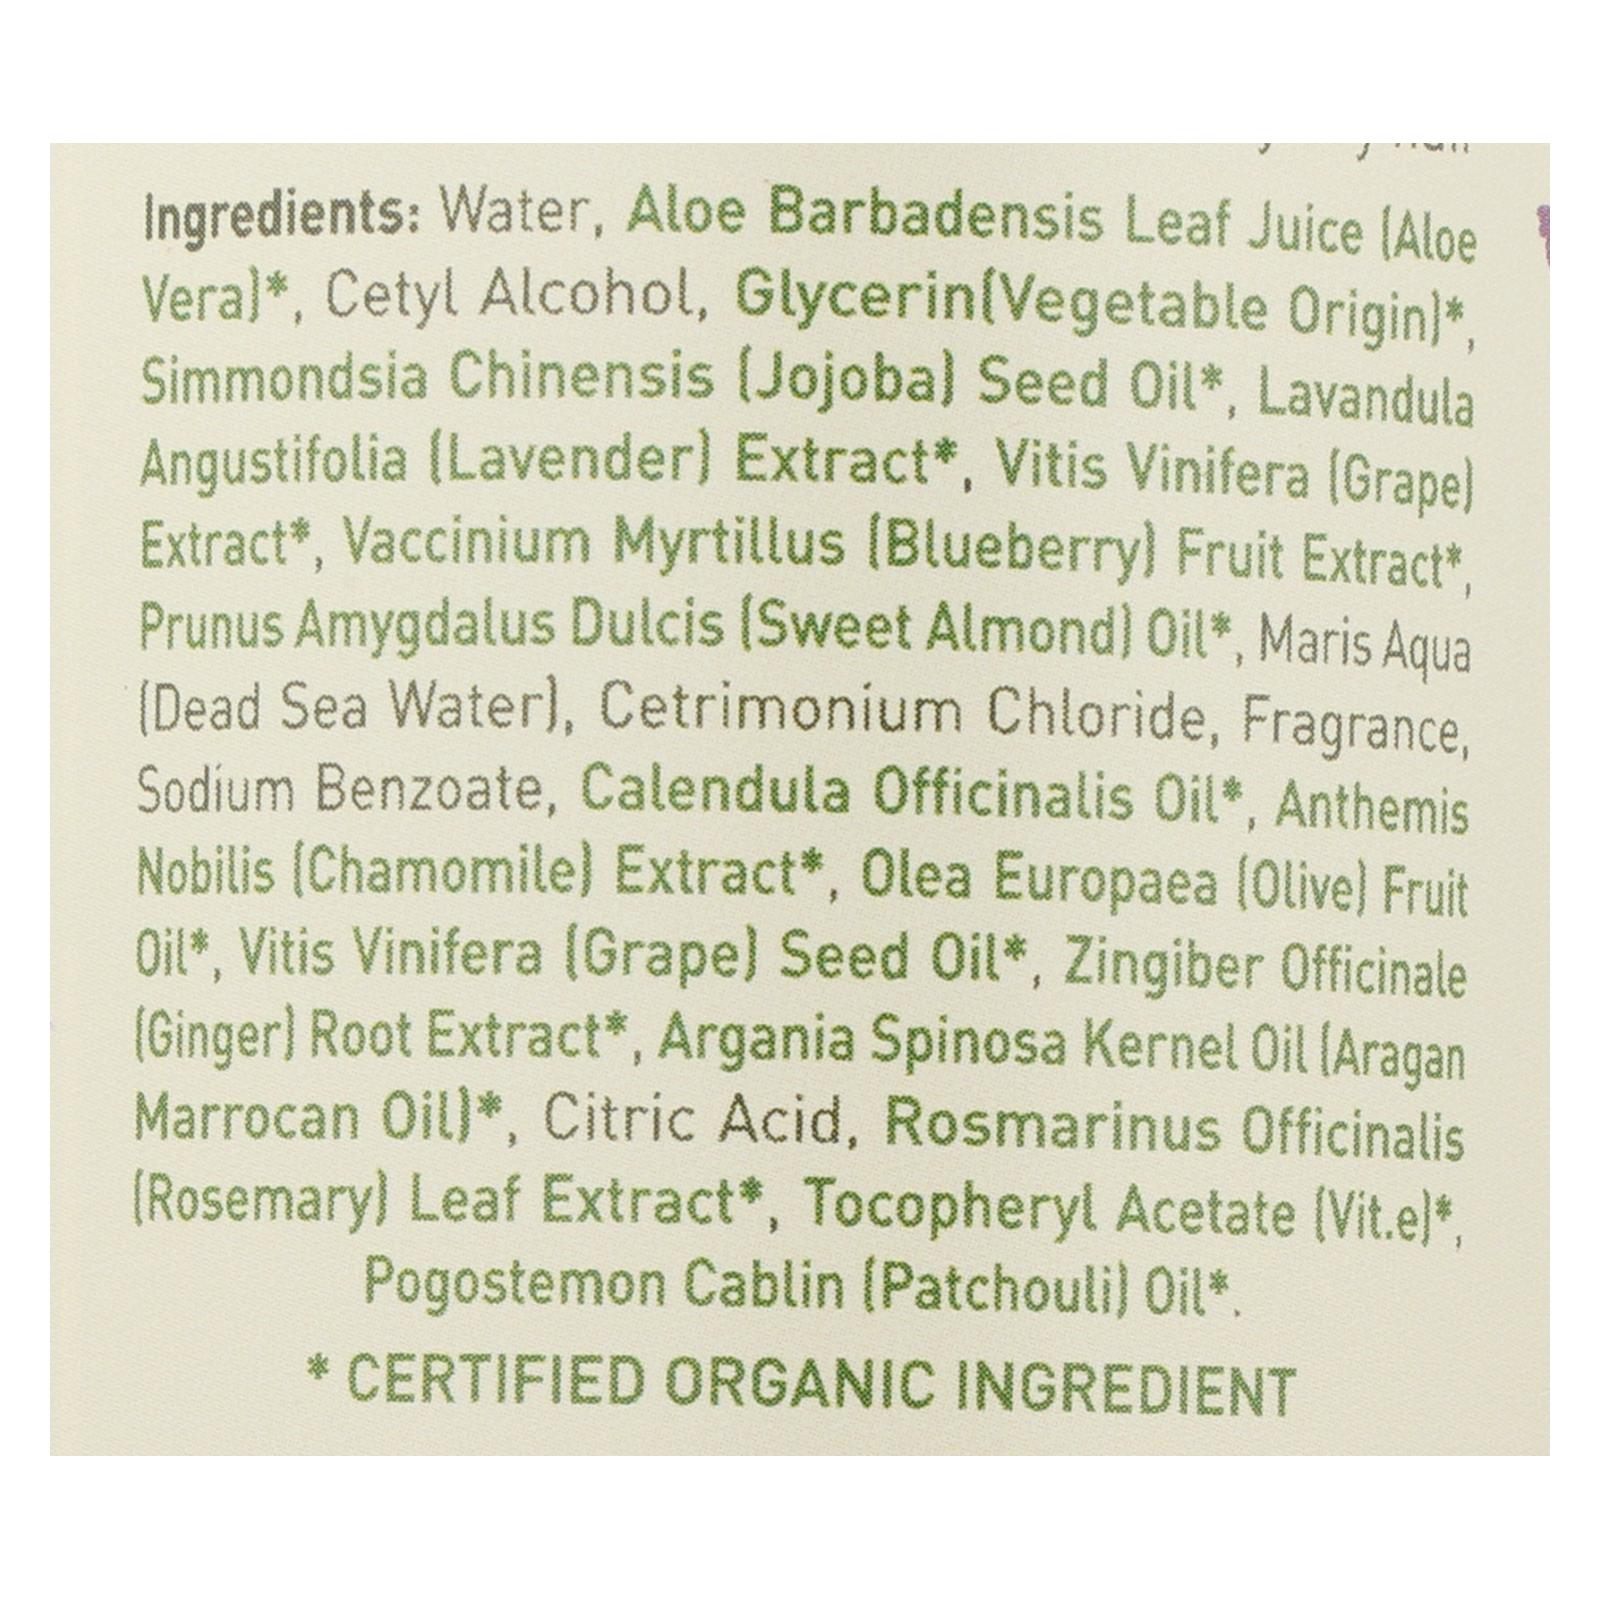 Ingredients: Water, Aloe Barbadensis Leaf Juice (Aloe
Vera)*, Cetyl Alcohol, Glycerin(Vegetable Origin)*,
Simmondsia Chinensis (Jojoba) Seed Oil*, Lavandula
Angustifolia (Lavender) Extract*, Vitis Vinifera (Grape)
Extract*, Vaccinium Myrtillus (Blueberry) Fruit Extract*,
Prunus Amygdalus Dulcis (Sweet Almond) Oil*, Maris Aqua
(Dead Sea Water), Cetrimonium Chloride, Fragrance,
Sodium Benzoate, Calendula Officinalis Oil*, Anthemis
Nobilis (Chamomile) Extract*, Olea Europaea (Olive) Fruit
Oil*, Vitis Vinifera (Grape) Seed Oil*, Zingiber Officinale
(Ginger) Root Extract*, Argania Spinosa Kernel Oil (Aragan
Marrocan Oil)*, Citric Acid, Rosmarinus Officinalis
(Rosemary) Leaf Extract*, Tocopheryl Acetate (Vit.e)*,
Pogostemon Cablin (Patchouli) Oil*.
* CERTIFIED ORGANIC INGREDIENT